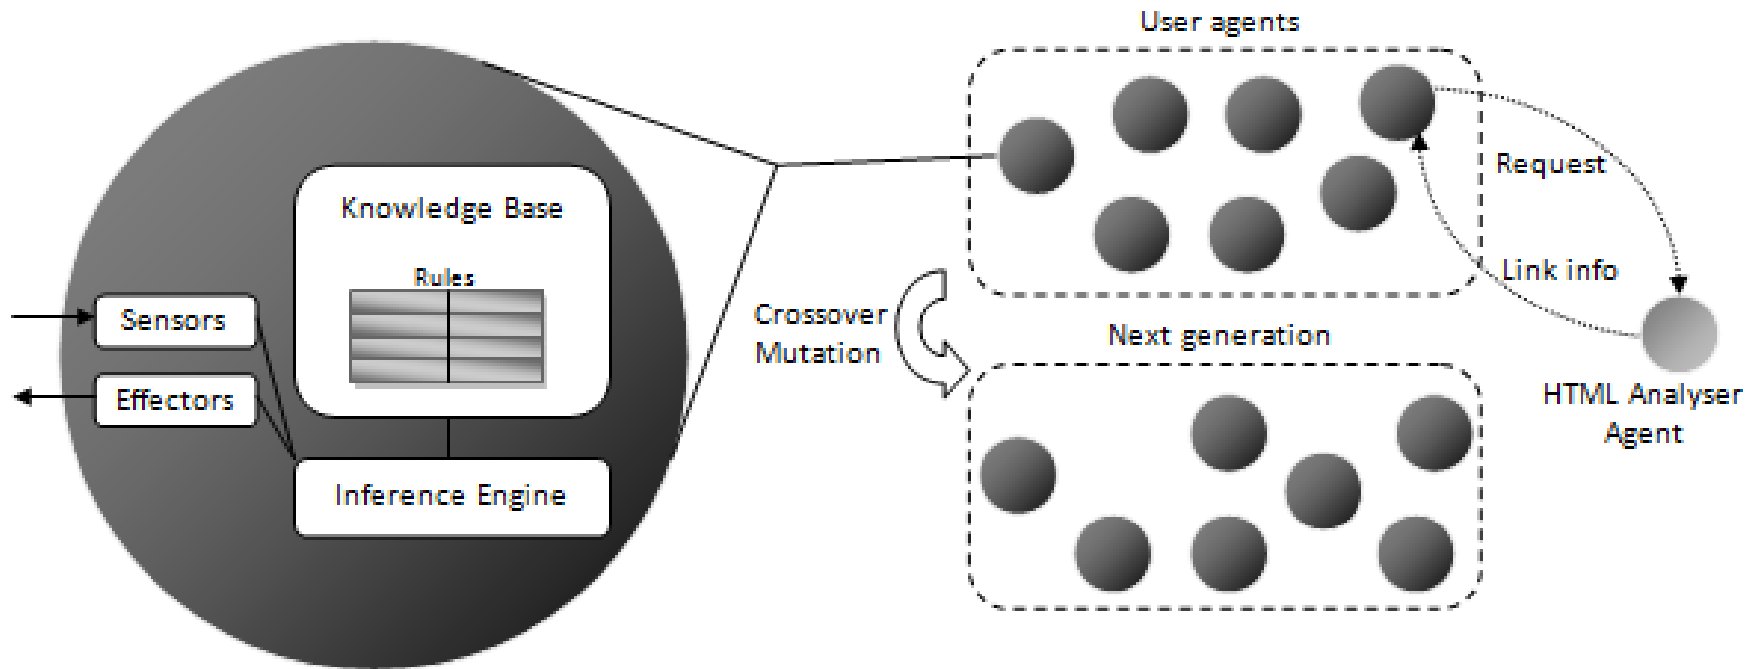 User agents
Knowledge Base
Rules
Sensors
Effectors
Inference Engine
Crossover
Mutation
Request
Link info
Next generation
HTML Analyser
Agent